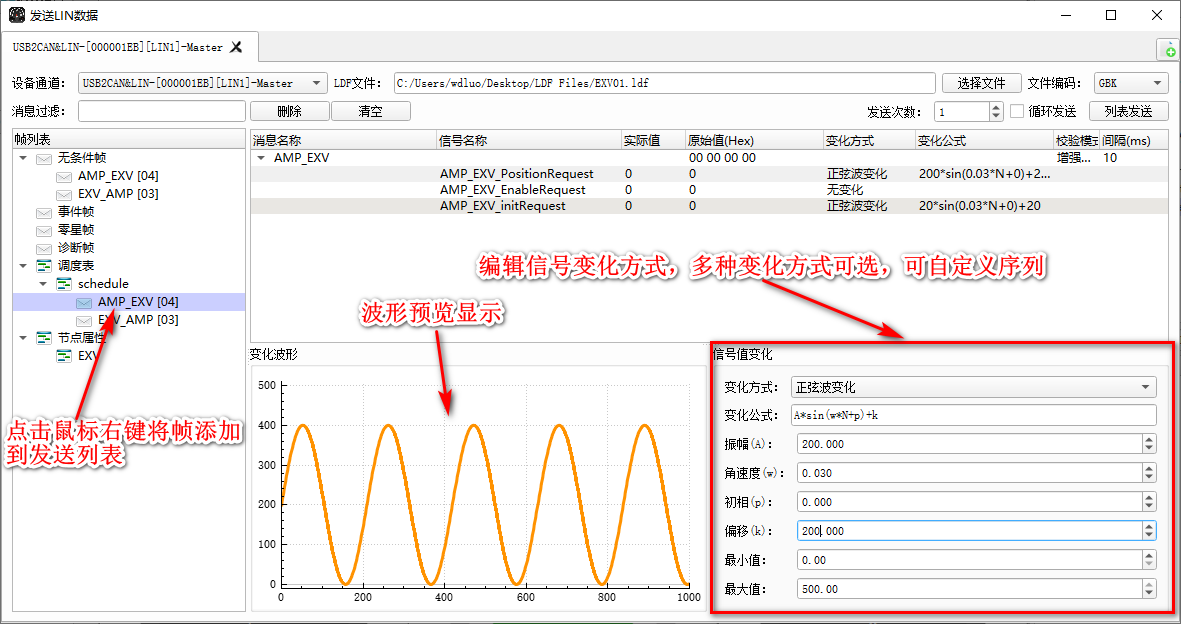 发送LIN数据
USB2CAN&LIN-[000001EB][LIN1]-Master
设备通道: USB2CAN&LIN-[000001EB][LIN1]-Master LDF文件: C:/Users/wdluo/Desktop/LDF Files/EXV01.ldf 选择文件 文件编码: GBK
消息过滤: 删除 清空 发送次数: 1 循环发送 列表发送
帧列表
无条件帧
AMP_EXV [04]
EXV_AMP [03]
事件帧
零星帧
诊断帧
调度表
schedule
AMP_EXV [04]
EXV_AMP [03]
节点属性
EXV
点击鼠标右键将帧添加
到发送列表
消息名称 信号名称 实际值 原始值(Hex) 变化方式 变化公式 校验模式 间隔(ms)
AMP_EXV 00 00 00 00 增强... 10
AMP_EXV_PositionRequest 0 0 正弦波变化 200*sin(0.03*N+0)+2...
AMP_EXV_EnableRequest 0 0 无变化
AMP_EXV_initRequest 0 0 正弦波变化 20*sin(0.03*N+0)+20
编辑信号变化方式，多种变化方式可选，可自定义序列
波形预览显示
变化波形
500
400
300
200
100
0
0 200 400 600 800 1000
信号值变化
变化方式: 正弦波变化
变化公式: A*sin(w*N+p)+k
振幅(A): 200.000
角速度(w): 0.030
初相(p): 0.000
偏移(k): 200.000
最小值: 0.00
最大值: 500.00